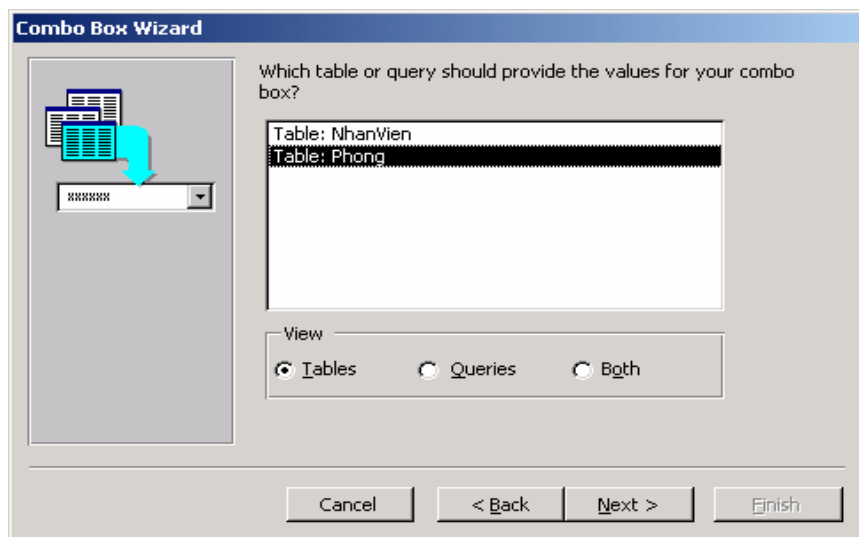 Combo Box Wizard
Which table or query should provide the values for your combo
box?
Table: NhanVien
Table: Phong
xxxxxx
View
Tables
Queries
Both
Cancel
< Back
Next >
Finish